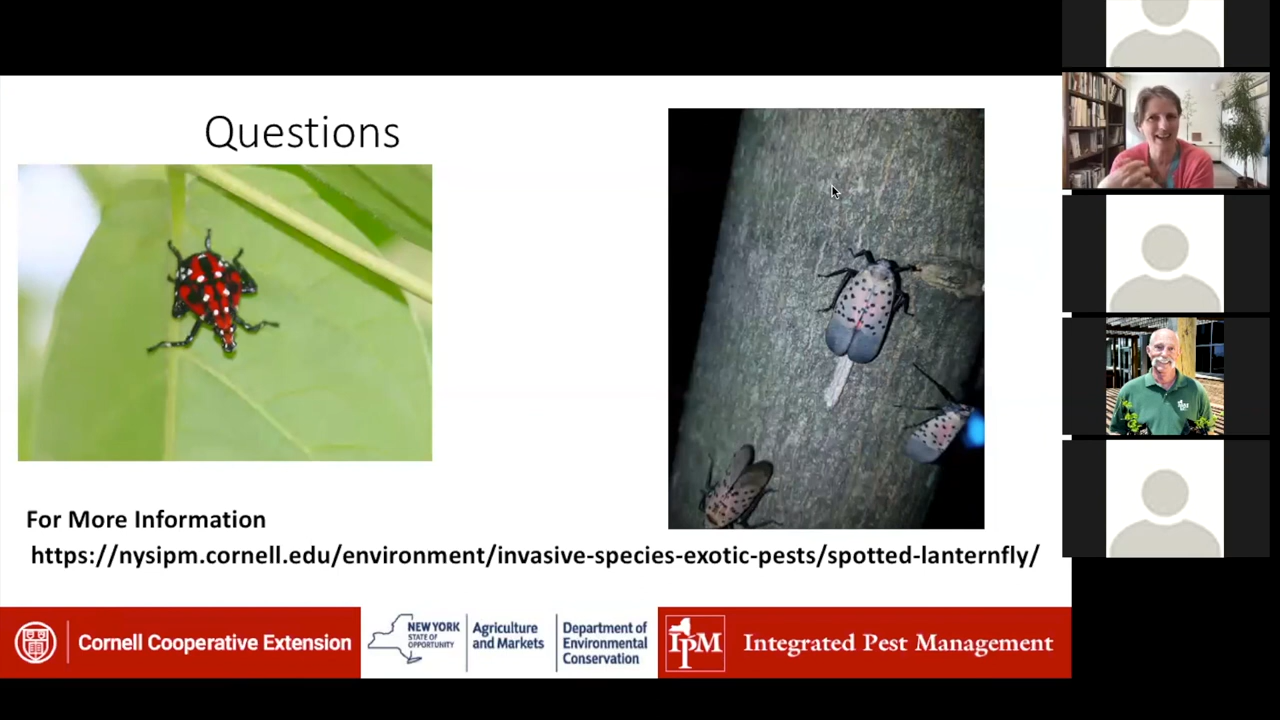 Questions
For More Information
https://nysipm.cornell.edu/environment/invasive-species-exotic-pests/spotted-lanternfly/
Cornell Cooperative Extension
NEW YORK
STATE OF
OPPORTUNITY
Agriculture
and Markets
Department of
Environmental
Conservation
IPM
Integrated Pest Management